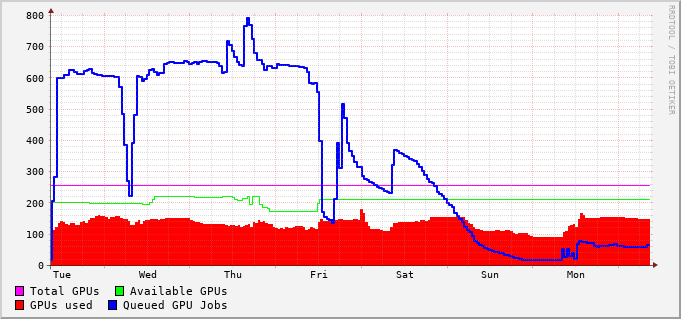 800
700
600
500
400
300
200
100
0
Tue Wed Thu Fri Sat Sun Mon
Total GPUs Available GPUs
GPUs used Queued GPU Jobs
RRDTOOL / TOBI OETIKER